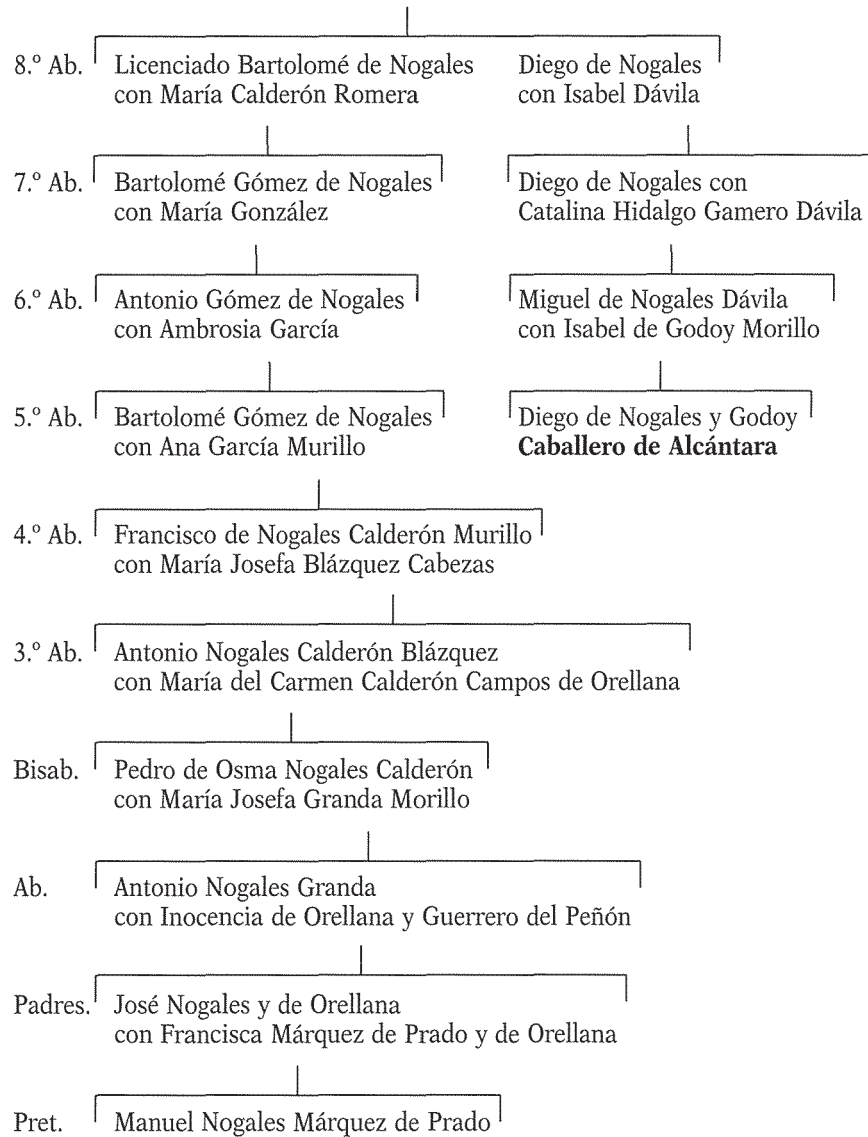 8.º Ab. Licenciado Bartolomé de Nogales Diego de Nogales
con María Calderón Romera con Isabel Dávila
7.º Ab. Bartolomé Gómez de Nogales Diego de Nogales con
con María González Catalina Hidalgo Gamero Dávila
6.º Ab. Antonio Gómez de Nogales Miguel de Nogales Dávila
con Ambrosia García con Isabel de Godoy Morillo
5.º Ab. Bartolomé Gómez de Nogales Diego de Nogales y Godoy
con Ana García Murillo Caballero de Alcántara
4.º Ab. Francisco de Nogales Calderón Murillo
con María Josefa Blázquez Cabezas
3.º Ab. Antonio Nogales Calderón Blázquez
con María del Carmen Calderón Campos de Orellana
Bisab. Pedro de Osma Nogales Calderón
con María Josefa Granda Morillo
Ab. Antonio Nogales Granda
con Inocencia de Orellana y Guerrero del Peñón
Padres. José Nogales y de Orellana
con Francisca Márquez de Prado y de Orellana
Pret. Manuel Nogales Márquez de Prado